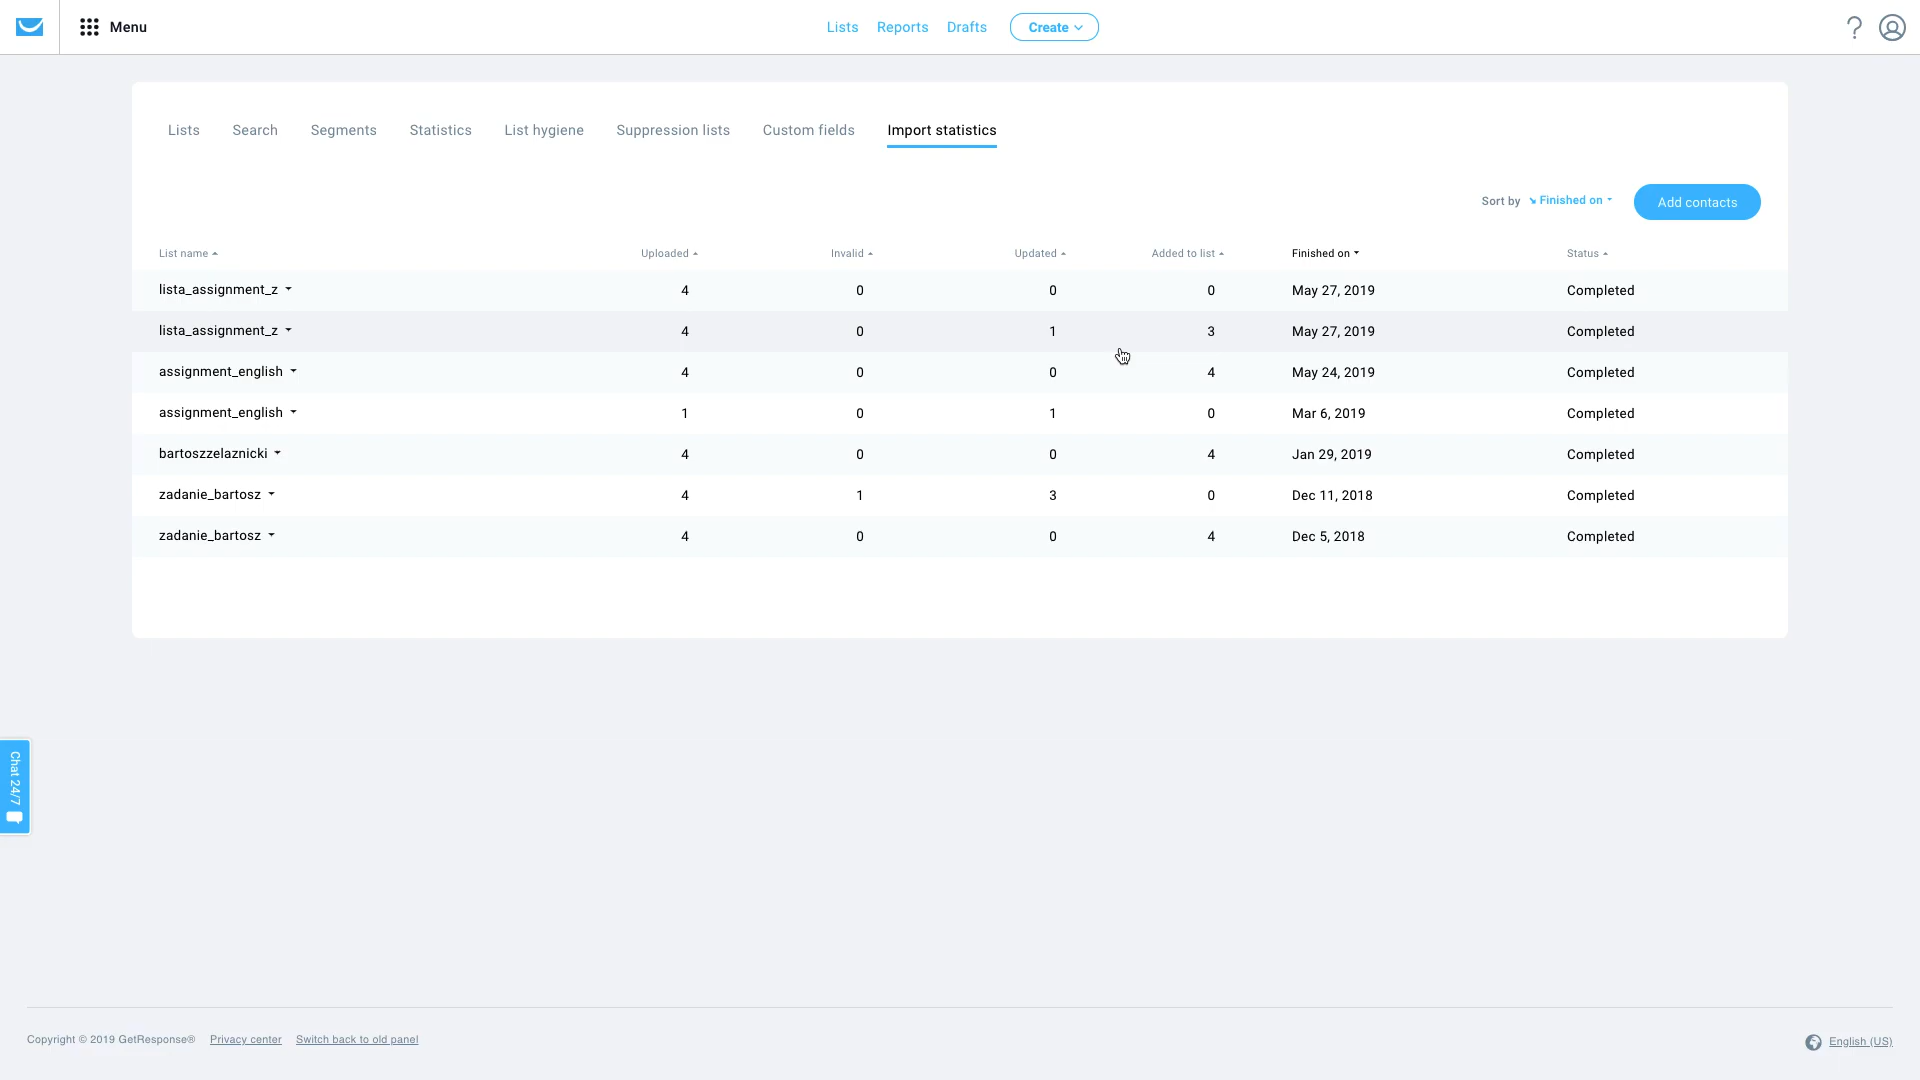 Menu
Lists Reports Drafts Create
Lists Search Segments Statistics List hygiene Suppression lists Custom fields Import statistics
Sort by Finished on Add contacts
List name Uploaded Invalid Updated Added to list Finished on Status
lista_assignment_z 4 0 0 0 May 27, 2019 Completed
lista_assignment_z 4 0 1 3 May 27, 2019 Completed
assignment_english 4 0 0 4 May 24, 2019 Completed
assignment_english 1 0 1 0 Mar 6, 2019 Completed
bartoszzelaznicki 4 0 0 4 Jan 29, 2019 Completed
zadanie_bartosz 4 1 3 0 Dec 11, 2018 Completed
zadanie_bartosz 4 0 0 4 Dec 5, 2018 Completed
Chat 24/7
Copyright © 2019 GetResponse® Privacy center Switch back to old panel English (US)